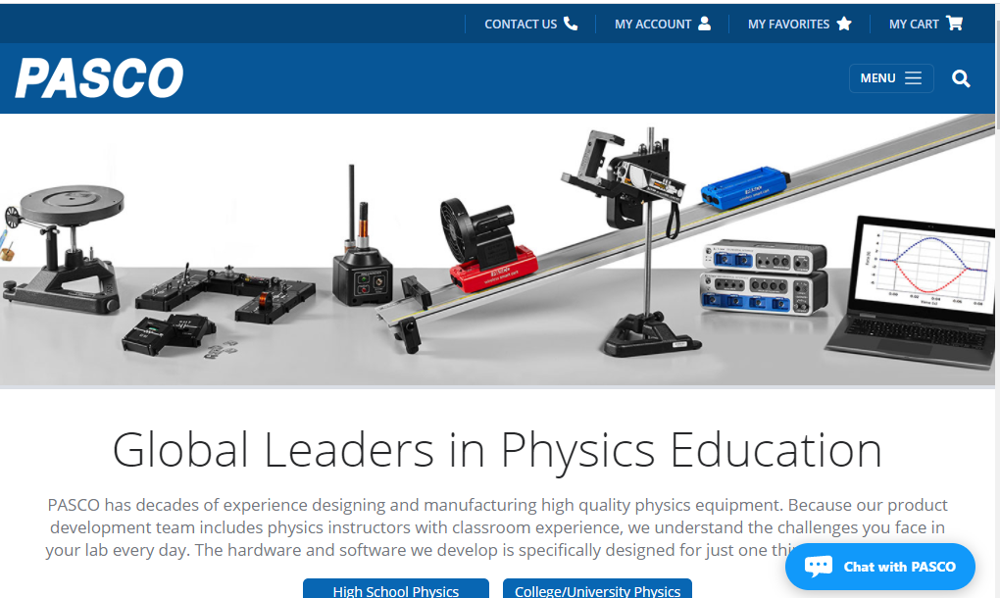 CONTACT US
MY ACCOUNT
MY FAVORITES
MY CART
PASCO
MENU
Global Leaders in Physics Education
PASCO has decades of experience designing and manufacturing high quality physics equipment. Because our product
development team includes physics instructors with classroom experience, we understand the challenges you face in
your lab every day. The hardware and software we develop is specifically designed for just one
Chat with PASCO
High School Physics
College/University Physics